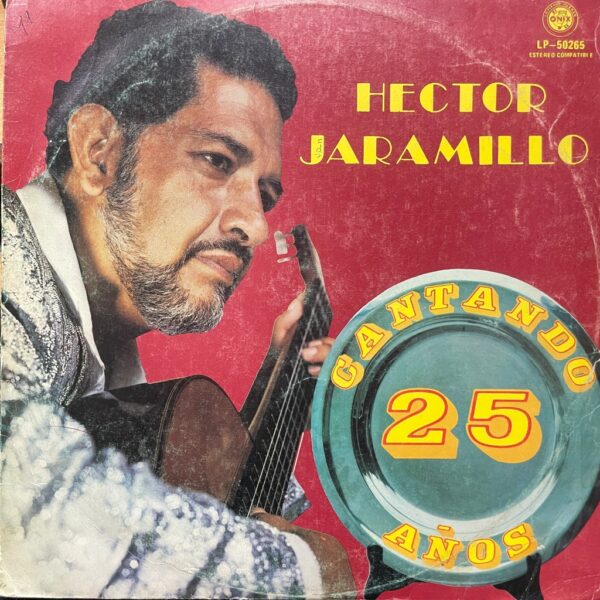 ONIX
LP-50265
ESTEREO COMPATIBLE
HECTOR
JARAMILLO
CANTANDO
25
AÑOS